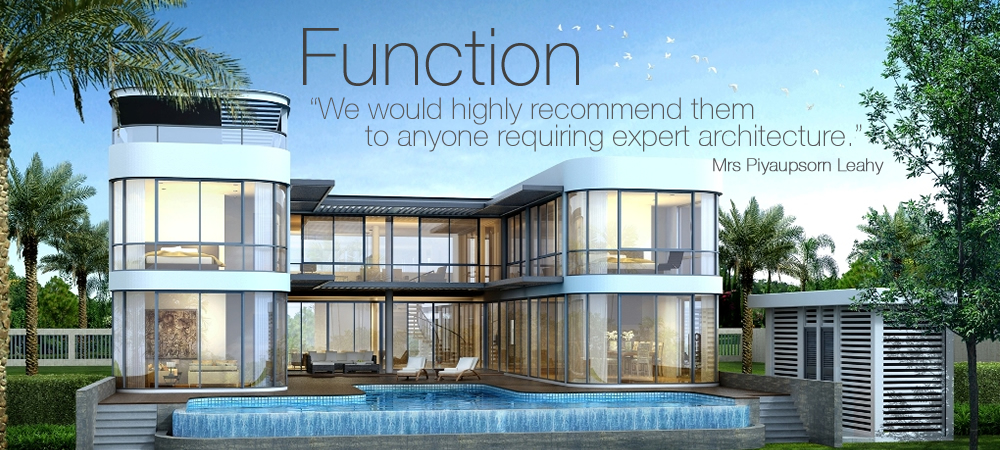 Function
“We would highly recommend them
to anyone requiring expert architecture.”
Mrs Piyaupsorn Leahy